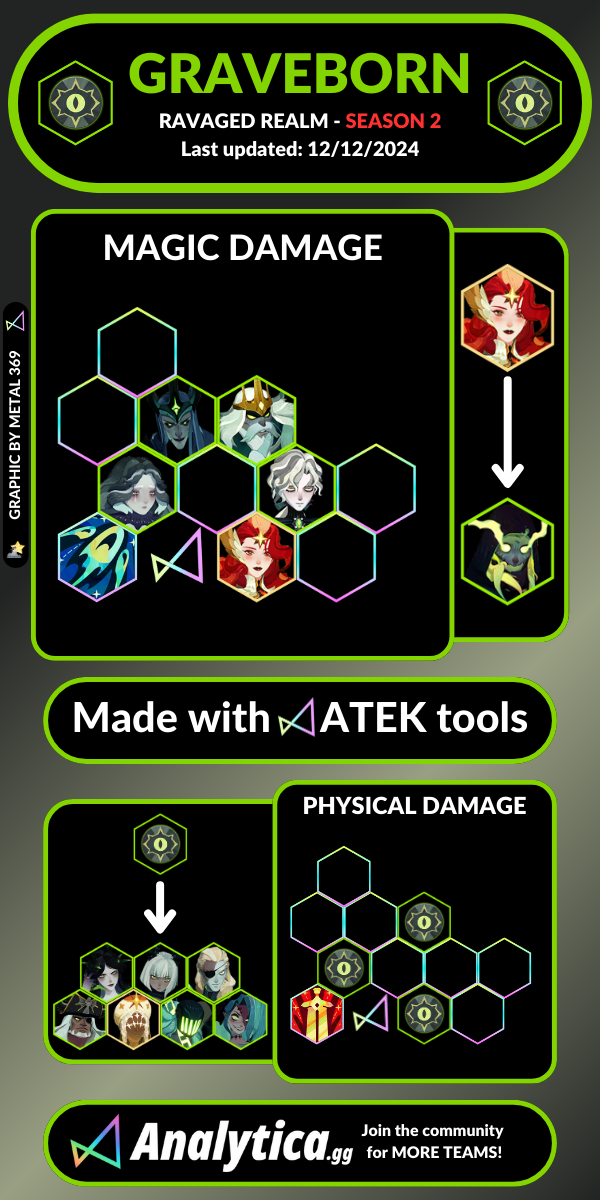 GRAVEBORN
RAVAGED REALM - SEASON 2
Last updated: 12/12/2024
MAGIC DAMAGE
GRAPHIC BY METAL 369
Made with ATEK tools
PHYSICAL DAMAGE
Analytica.gg
Join the community
for MORE TEAMS!